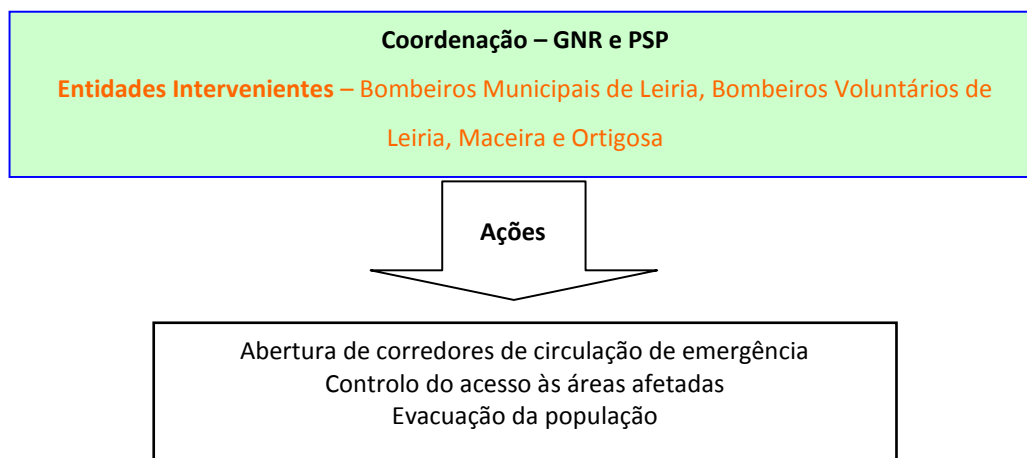 Coordenação – GNR e PSP
Entidades Intervenientes – Bombeiros Municipais de Leiria, Bombeiros Voluntários de
Leiria, Maceira e Ortigosa
Ações
Abertura de corredores de circulação de emergência
Controlo do acesso às áreas afetadas
Evacuação da população